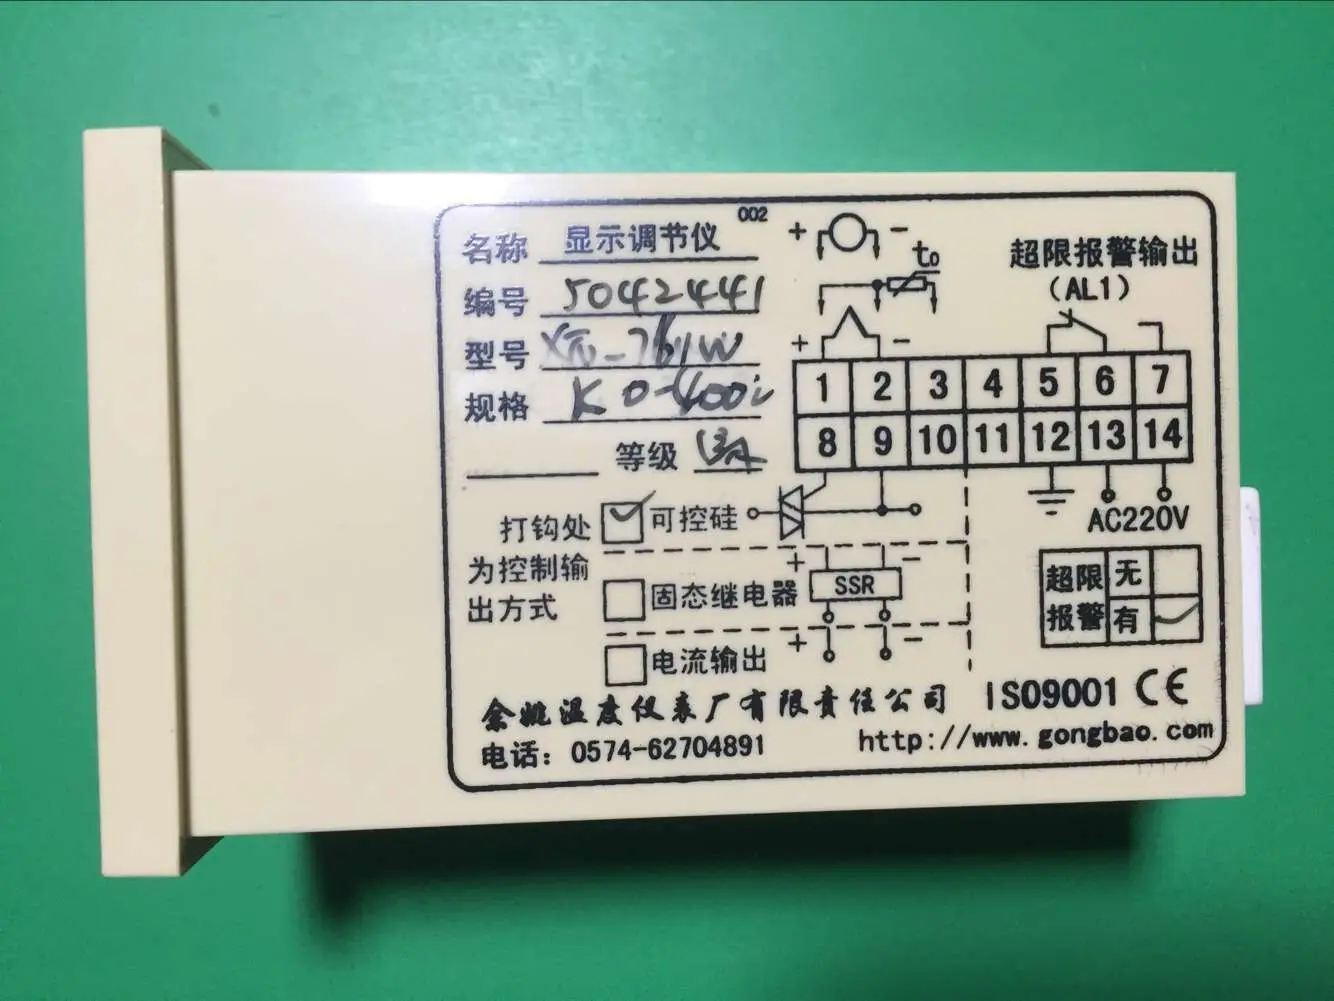 002
名称 显示调节仪
编号 5042441
型号
规格 K 0-400
等级
打钩处
为控制输
出方式
可控硅
固态继电器
电流输出
+ -
to
+ -
超限报警输出
(AL1)
1 2 3 4 5 6 7
8 9 10 11 12 13 14
AC220V
+ SSR -
+ -
超限 无
报警 有
余姚温度仪表厂有限责任公司 ISO9001 CE
电话: 0574-62704891 http://www.gongbao.com